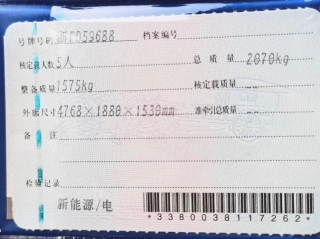 号牌号码 浙FD59688 档案编号
核定载人数 5人 总质量 2070kg
整备质量 1575kg 核定载质量 --
外廓尺寸 4768×1880×1530mm 准牵引总质量 --
备注
检验记录
新能源/电
*3380038117262*